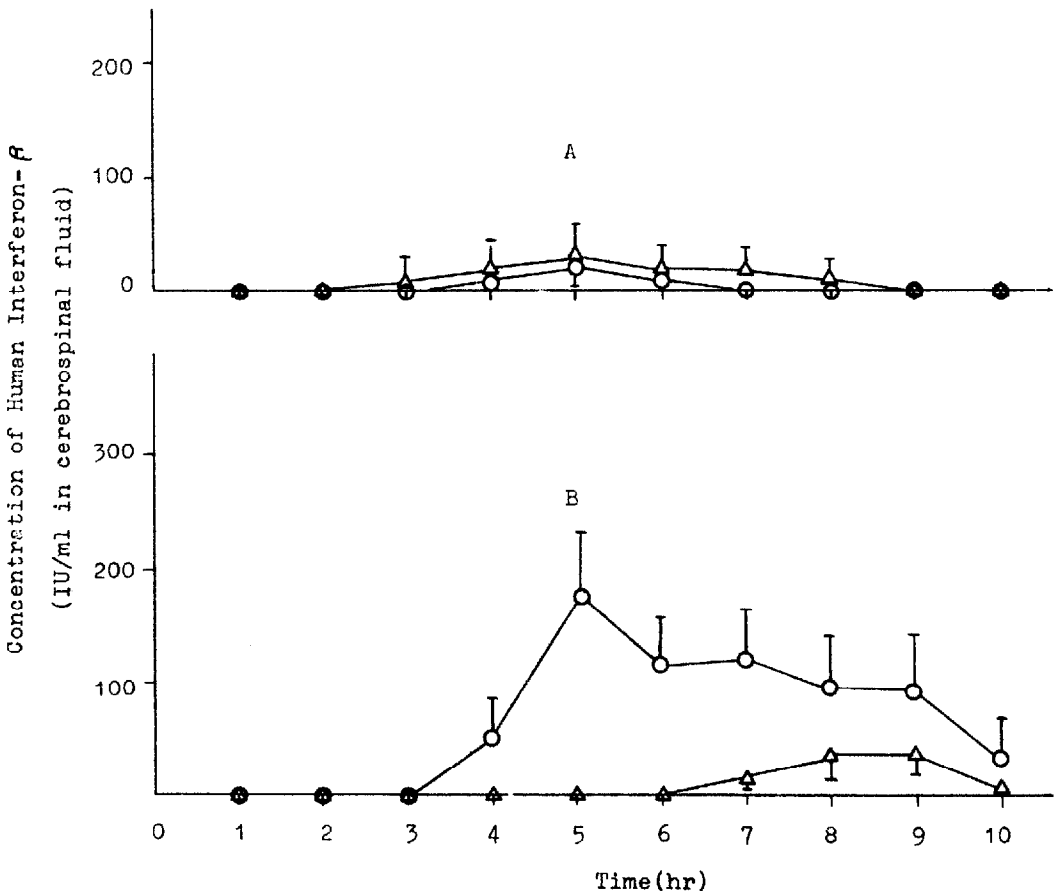 Concentration of Human Interferon-β
(IU/ml in cerebrospinal fluid)
200
100
0
A
300
200
100
B
0 1 2 3 4 5 6 7 8 9 10
Time(hr)